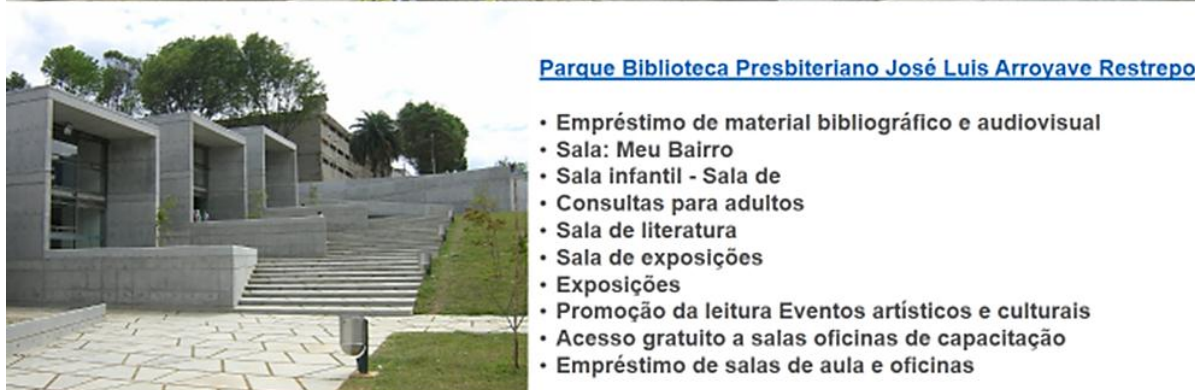 Parque Biblioteca Presbiteriano José Luis Arroyave Restrepo
• Empréstimo de material bibliográfico e audiovisual
• Sala: Meu Bairro
• Sala infantil - Sala de
• Consultas para adultos
• Sala de literatura
• Sala de exposições
• Exposições
• Promoção da leitura Eventos artísticos e culturais
• Acesso gratuito a salas oficinas de capacitação
• Empréstimo de salas de aula e oficinas